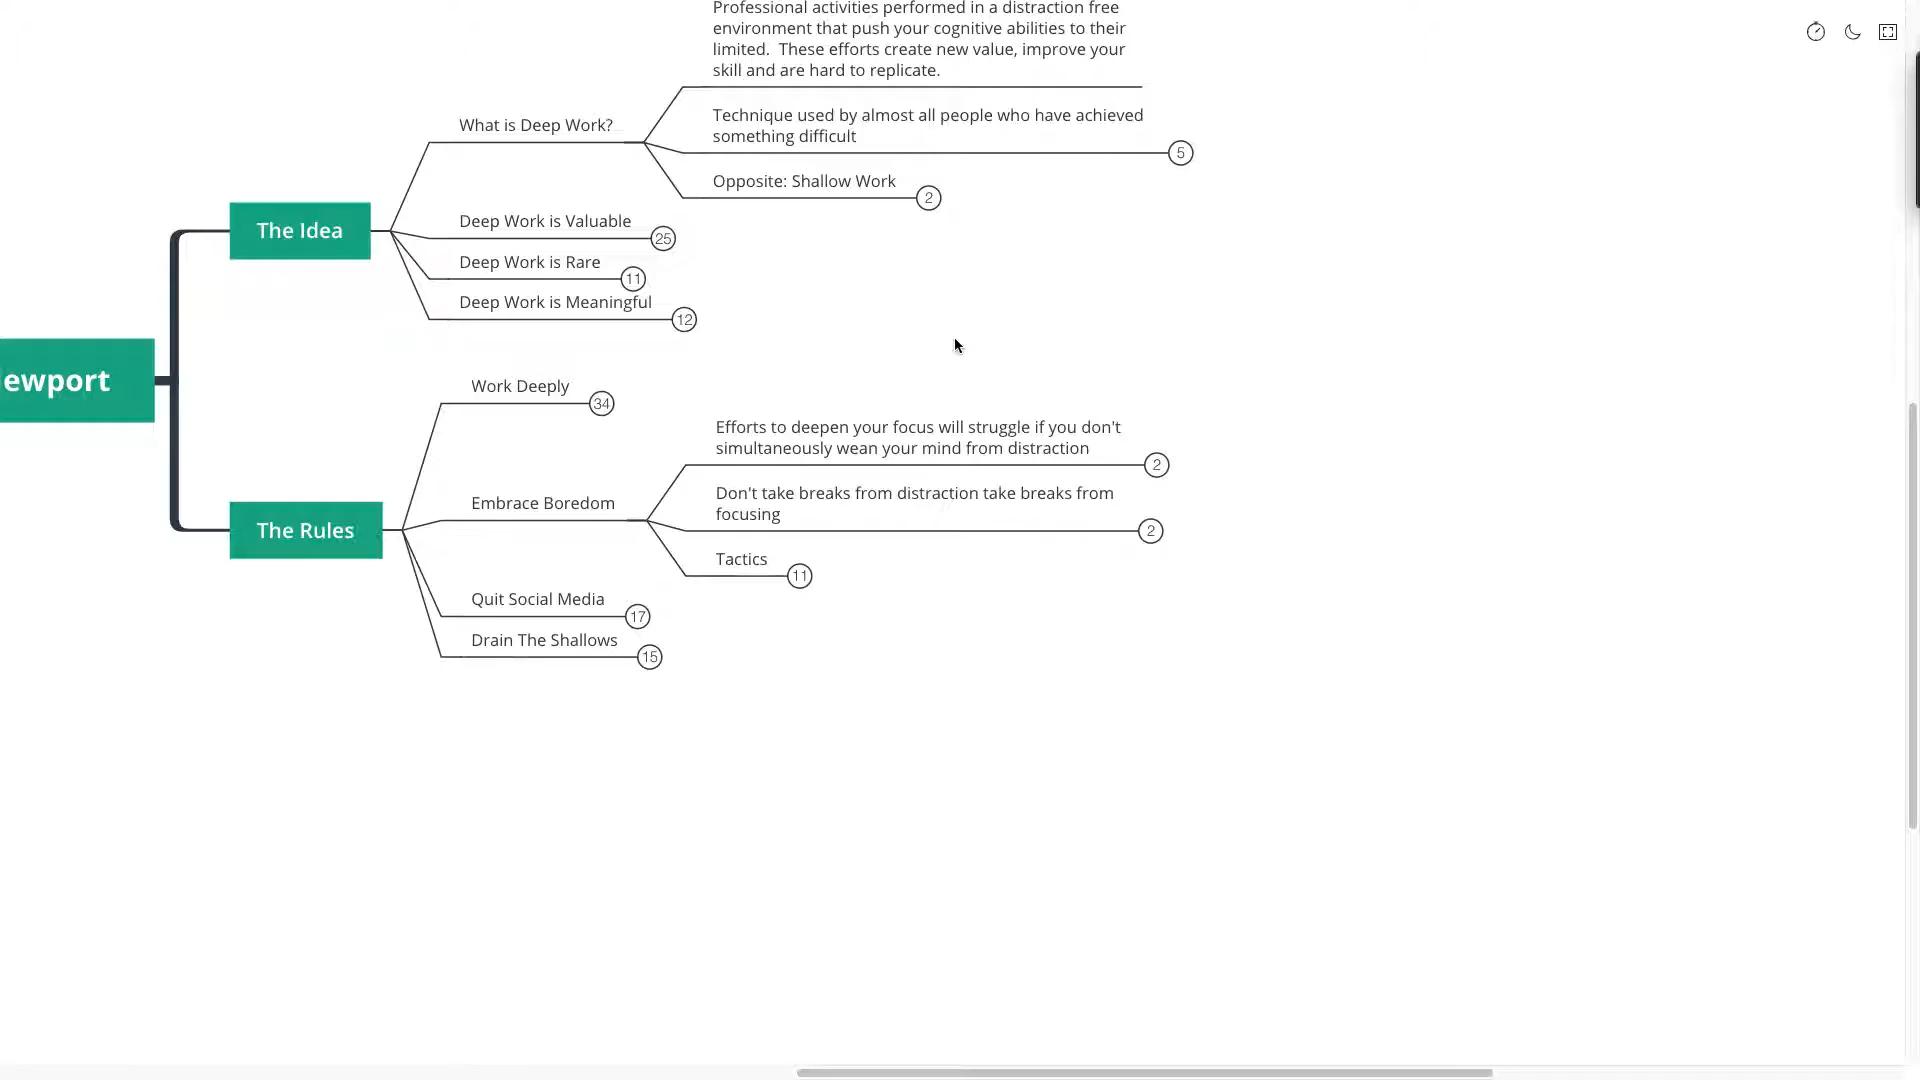 Professional activities performed in a distraction free
environment that push your cognitive abilities to their
limited.  These efforts create new value, improve your
skill and are hard to replicate.
What is Deep Work?
Technique used by almost all people who have achieved
something difficult
5
Opposite: Shallow Work
2
The Idea
Deep Work is Valuable
25
Deep Work is Rare
11
Deep Work is Meaningful
12
ewport
Work Deeply
34
Efforts to deepen your focus will struggle if you don't
simultaneously wean your mind from distraction
2
Embrace Boredom
Don't take breaks from distraction take breaks from
focusing
2
The Rules
Tactics
11
Quit Social Media
17
Drain The Shallows
15